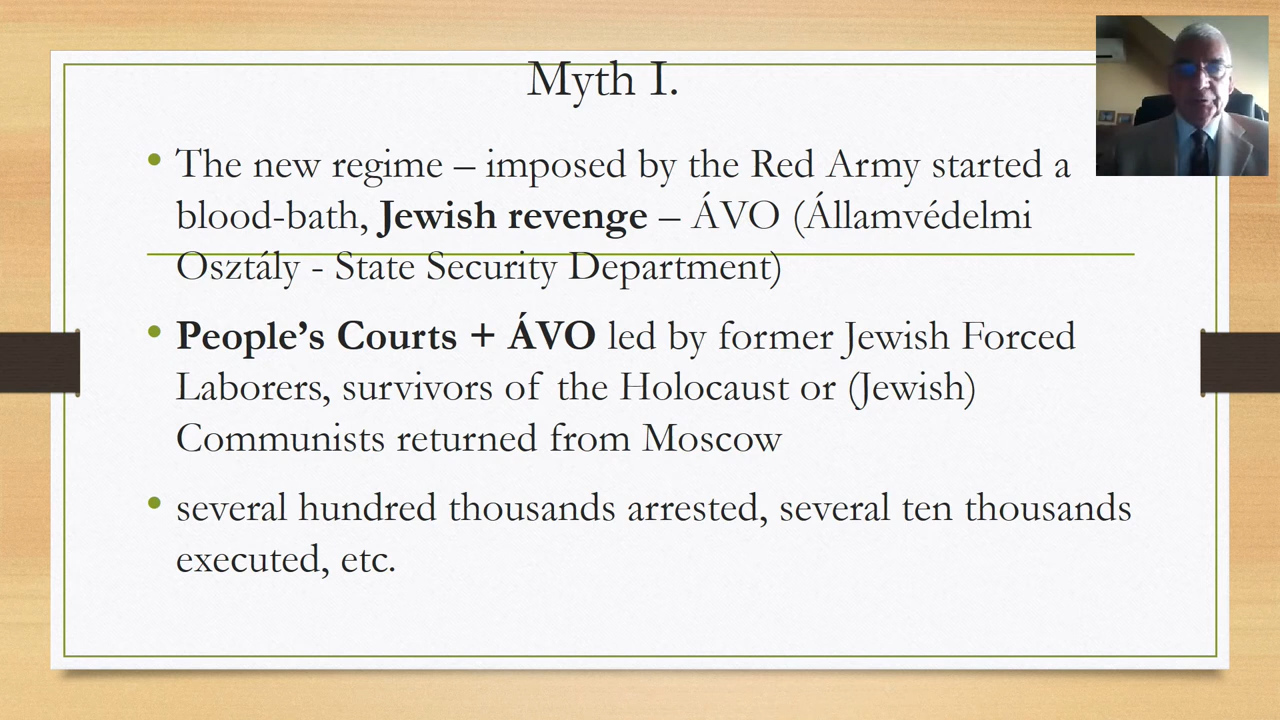 Myth I.
The new regime – imposed by the Red Army started a
blood-bath, Jewish revenge – ÁVO (Államvédelmi
Osztály - State Security Department)
People’s Courts + ÁVO led by former Jewish Forced
Laborers, survivors of the Holocaust or (Jewish)
Communists returned from Moscow
several hundred thousands arrested, several ten thousands
executed, etc.